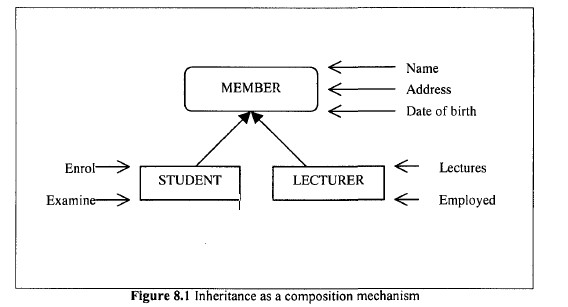 Name
MEMBER
Address
Date of birth
Enrol
STUDENT
LECTURER
Lectures
Examine
Employed
Figure 8.1 Inheritance as a composition mechanism